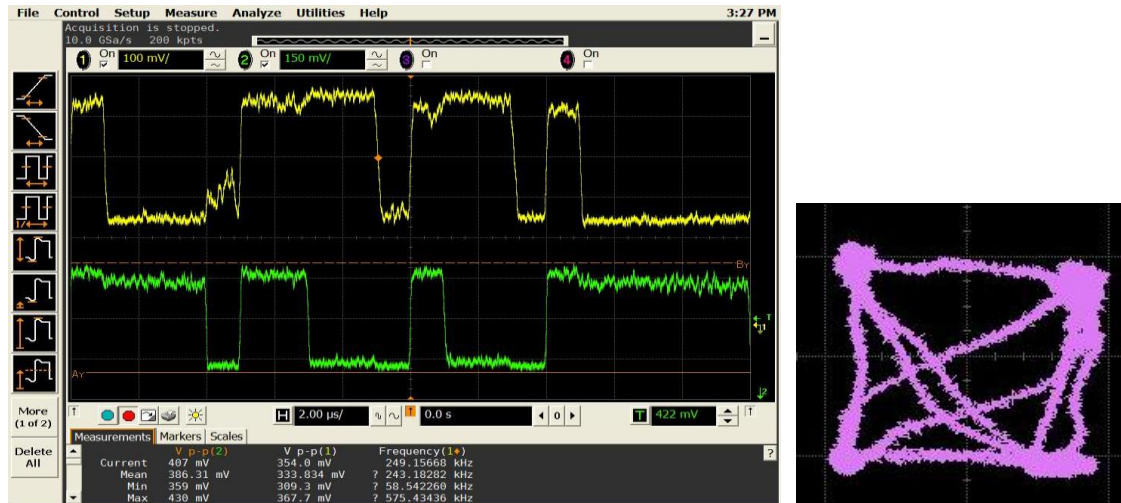 File Control Setup Measure Analyze Utilities Help 3:27 PM
Acquisition is stopped.
10.0 GSa/s 200 kpts
1 On 100 mV/ 2 On 150 mV/ 3 On 4 On
BY
T
1
AY
2
More
(1 of 2)
Delete
All
H 2.00 µs/ 0.0 s 0 T 422 mV
Measurements Markers Scales
V p-p(2) V p-p(1) Frequency(1♦)
Current 407 mV 354.0 mV ? 249.15668 kHz
Mean 386.31 mV 333.834 mV ? 243.18282 kHz
Min 359 mV 309.3 mV ? 58.542260 kHz
Max 430 mV 367.7 mV ? 575.43436 kHz
?